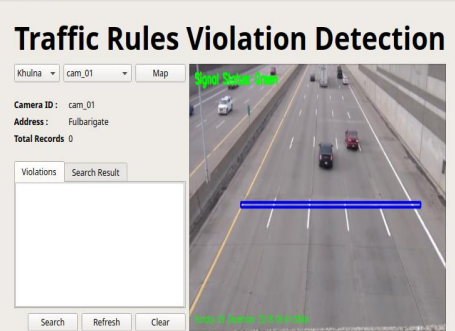 Traffic Rules Violation Detection
Khulna cam_01 Map
Camera ID : cam_01
Address : Fulbarigate
Total Records 0
Violations Search Result
Search Refresh Clear
Signal Status: Green